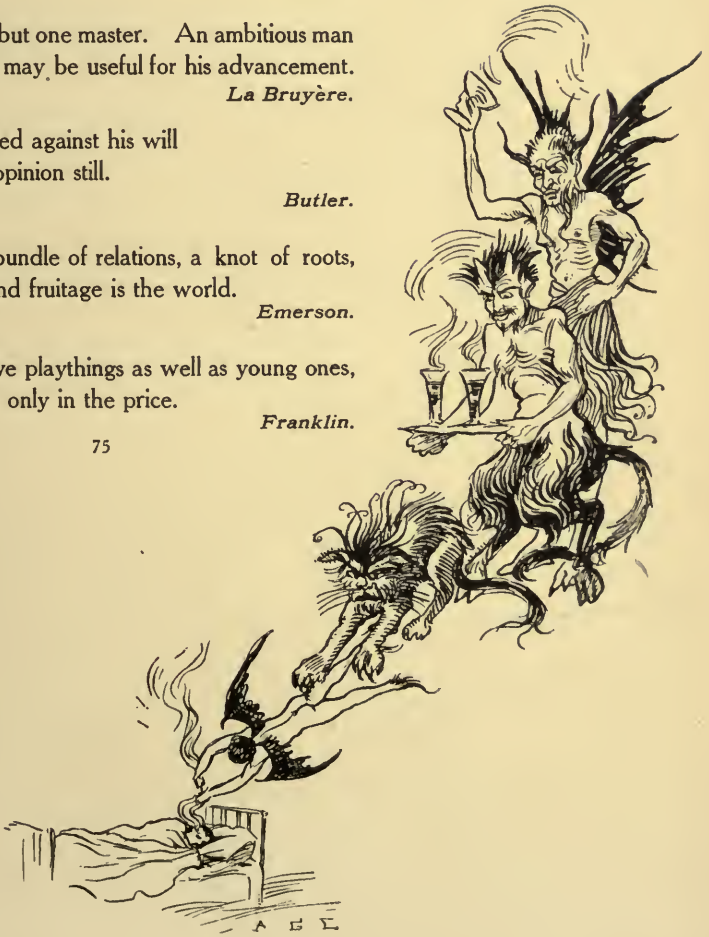 but one master. An ambitious man
may be useful for his advancement.
La Bruyère.
ed against his will
opinion still.
Butler.
bundle of relations, a knot of roots,
nd fruitage is the world.
Emerson.
ve playthings as well as young ones,
only in the price.
Franklin.
75